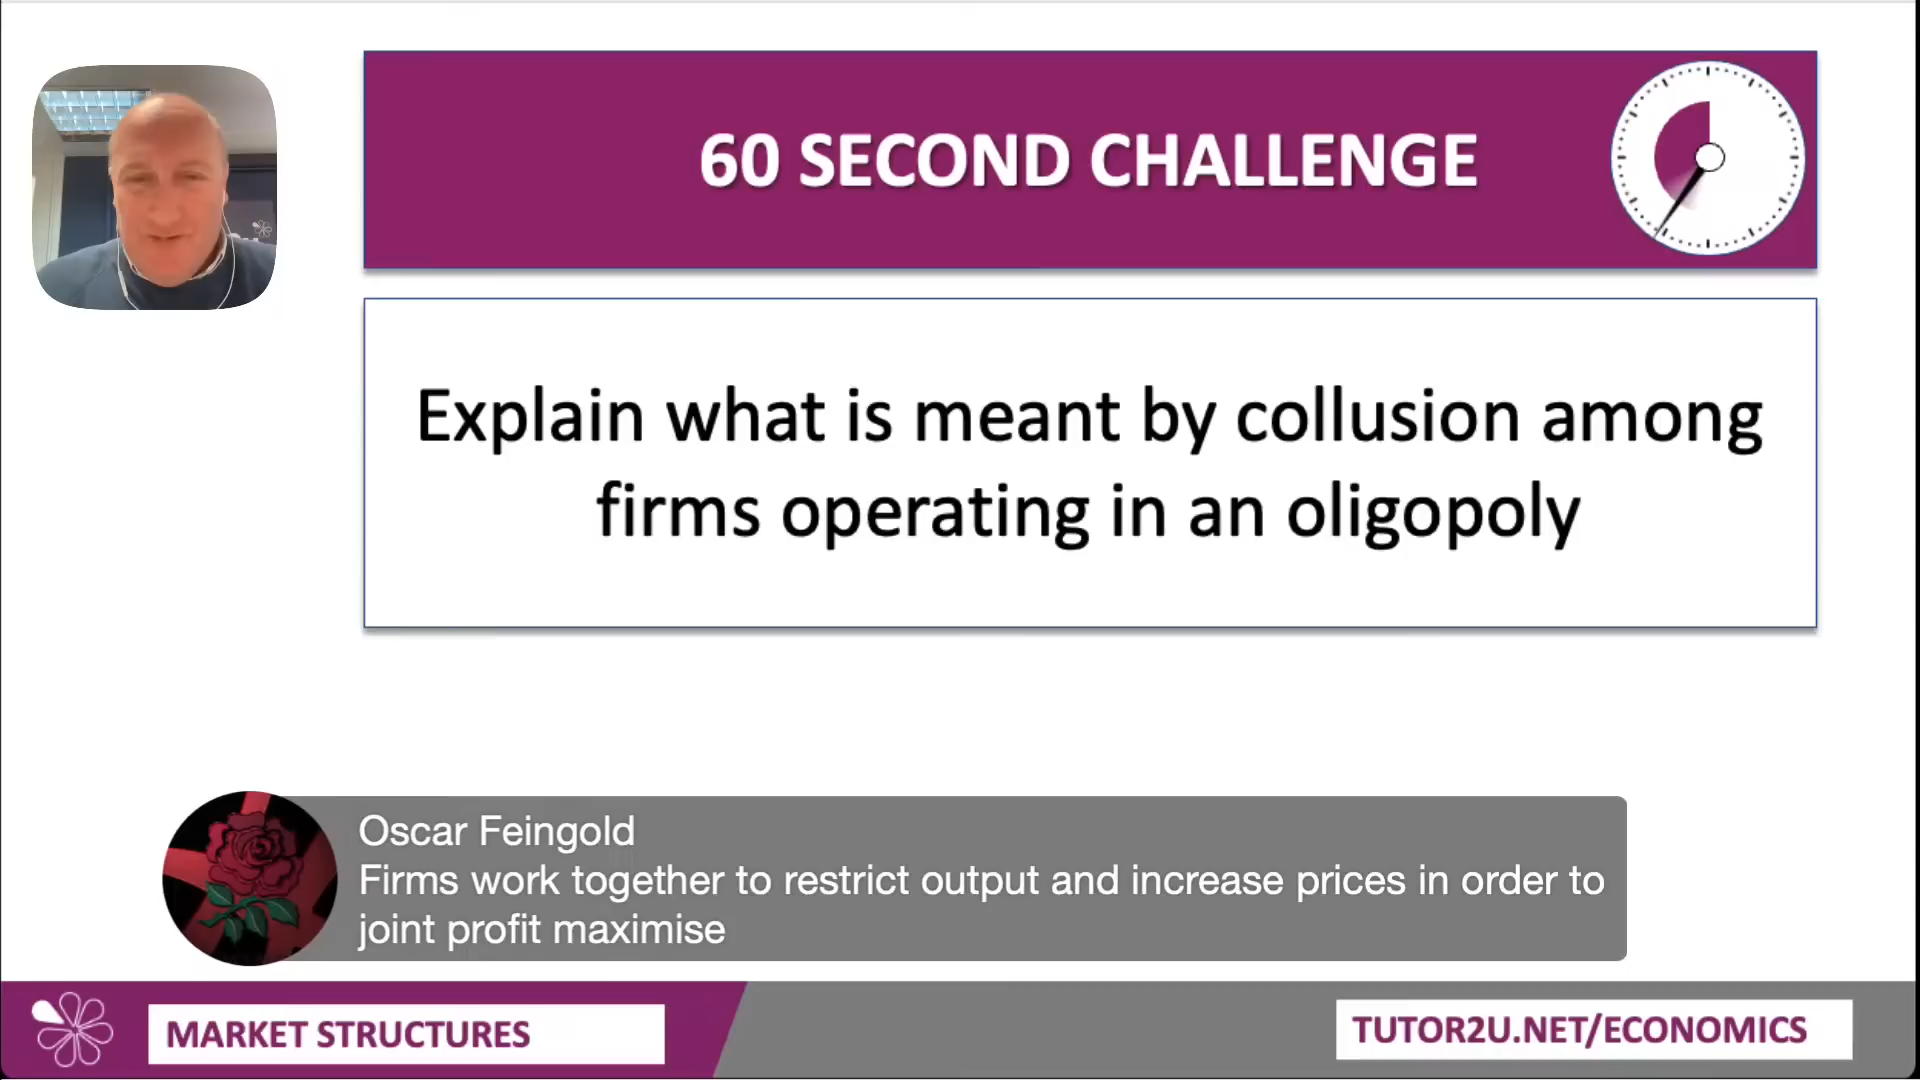 60 SECOND CHALLENGE
Explain what is meant by collusion among
firms operating in an oligopoly
Oscar Feingold
Firms work together to restrict output and increase prices in order to
joint profit maximise
MARKET STRUCTURES
TUTOR2U.NET/ECONOMICS